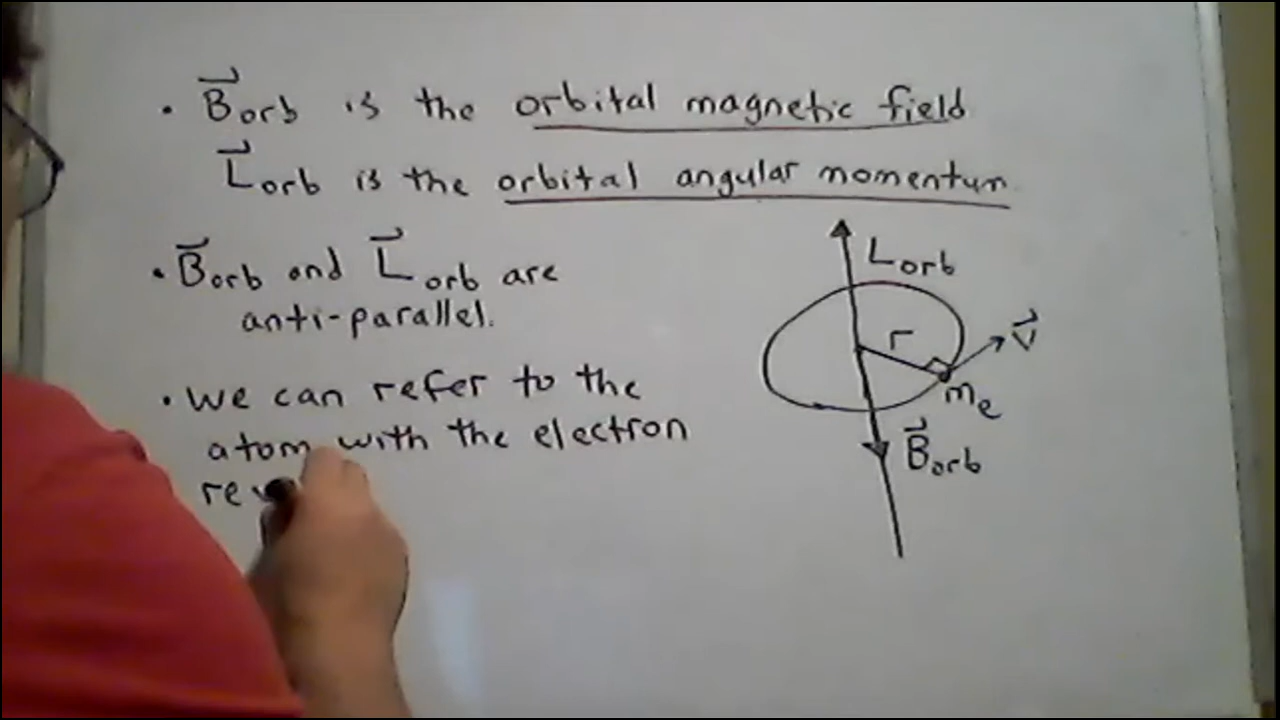 • B⃗orb is the orbital magnetic field
L⃗orb is the orbital angular momentum
• B⃗orb and L⃗orb are
anti-parallel.
• we can refer to the
atom with the electron
rev
Lorb
r
v⃗
me
B⃗orb